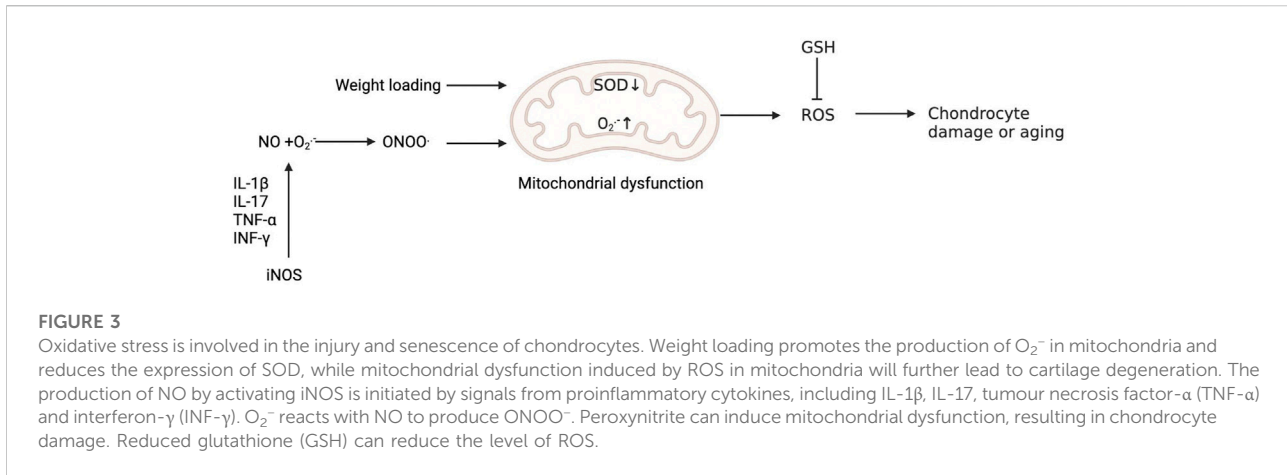 GSH
Weight loading
SOD↓
ROS
Chondrocyte
damage or aging
O₂·⁻↑
NO +O₂·⁻
ONOO·
Mitochondrial dysfunction
IL-1β
IL-17
TNF-α
INF-γ
iNOS
FIGURE 3
Oxidative stress is involved in the injury and senescence of chondrocytes. Weight loading promotes the production of O₂⁻ in mitochondria and
reduces the expression of SOD, while mitochondrial dysfunction induced by ROS in mitochondria will further lead to cartilage degeneration. The
production of NO by activating iNOS is initiated by signals from proinflammatory cytokines, including IL-1β, IL-17, tumour necrosis factor-α (TNF-α)
and interferon-γ (INF-γ). O₂⁻ reacts with NO to produce ONOO⁻. Peroxynitrite can induce mitochondrial dysfunction, resulting in chondrocyte
damage. Reduced glutathione (GSH) can reduce the level of ROS.